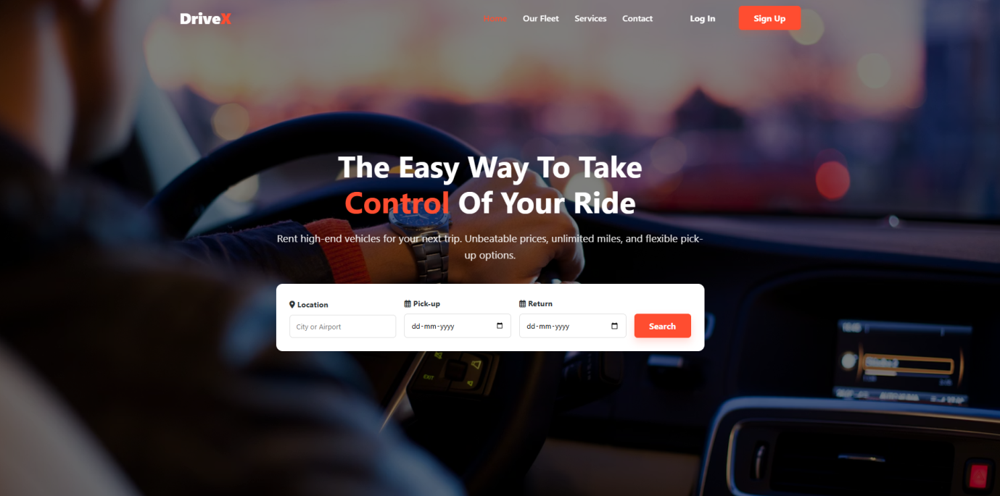 DriveX
Home
Our Fleet
Services
Contact
Log In
Sign Up
The Easy Way To Take
Control Of Your Ride
Rent high-end vehicles for your next trip. Unbeatable prices, unlimited miles, and flexible pick-
up options.
Location
Pick-up
Return
City or Airport
dd-mm-yyyy
dd-mm-yyyy
Search
EXIT